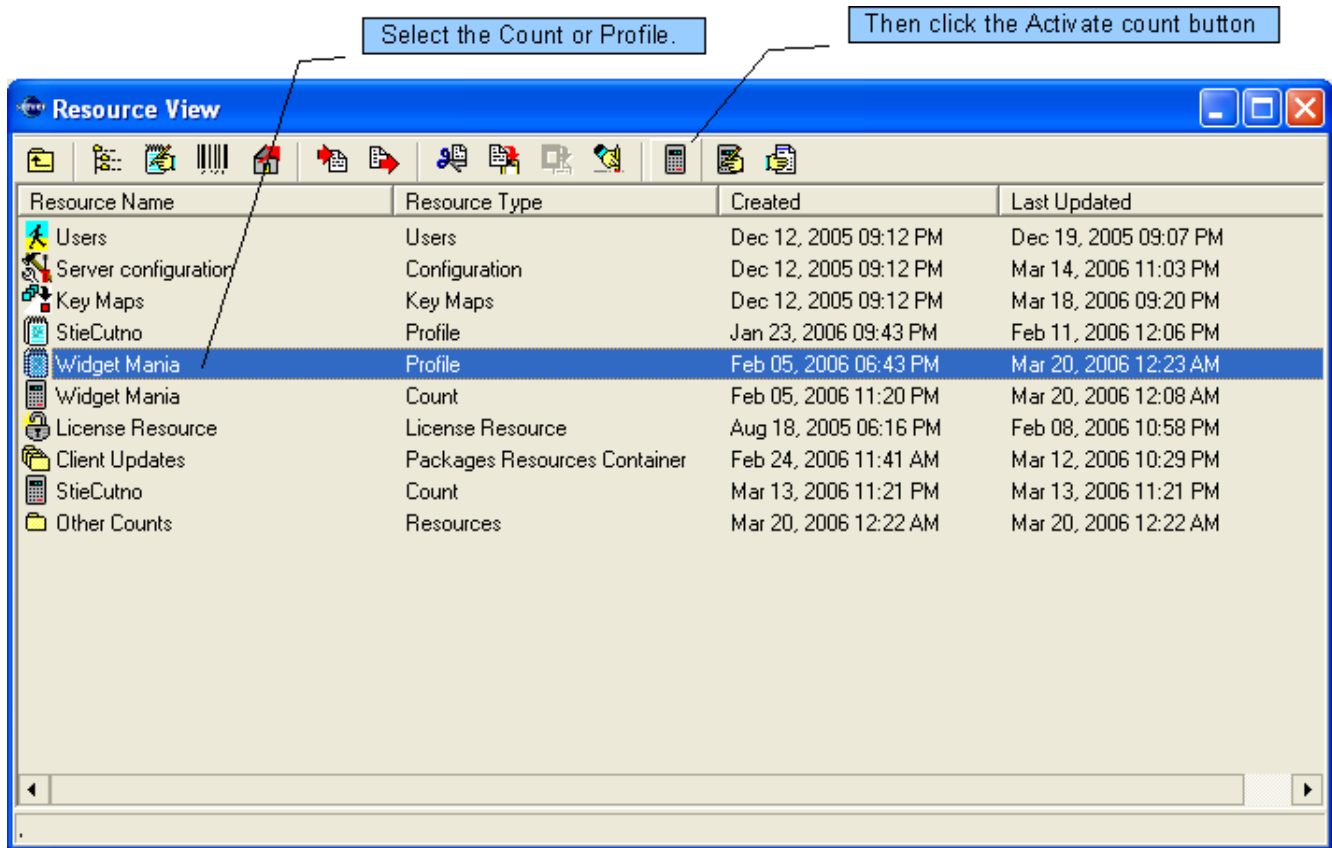 Select the Count or Profile.
Then click the Activate count button
Resource View
Resource Name Resource Type Created Last Updated
Users Users Dec 12, 2005 09:12 PM Dec 19, 2005 09:07 PM
Server configuration Configuration Dec 12, 2005 09:12 PM Mar 14, 2006 11:03 PM
Key Maps Key Maps Dec 12, 2005 09:12 PM Mar 18, 2006 09:20 PM
StieCutno Profile Jan 23, 2006 09:43 PM Feb 11, 2006 12:06 PM
Widget Mania Profile Feb 05, 2006 06:43 PM Mar 20, 2006 12:23 AM
Widget Mania Count Feb 05, 2006 11:20 PM Mar 20, 2006 12:08 AM
License Resource License Resource Aug 18, 2005 06:16 PM Feb 08, 2006 10:58 PM
Client Updates Packages Resources Container Feb 24, 2006 11:41 AM Mar 12, 2006 10:29 PM
StieCutno Count Mar 13, 2006 11:21 PM Mar 13, 2006 11:21 PM
Other Counts Resources Mar 20, 2006 12:22 AM Mar 20, 2006 12:22 AM
.